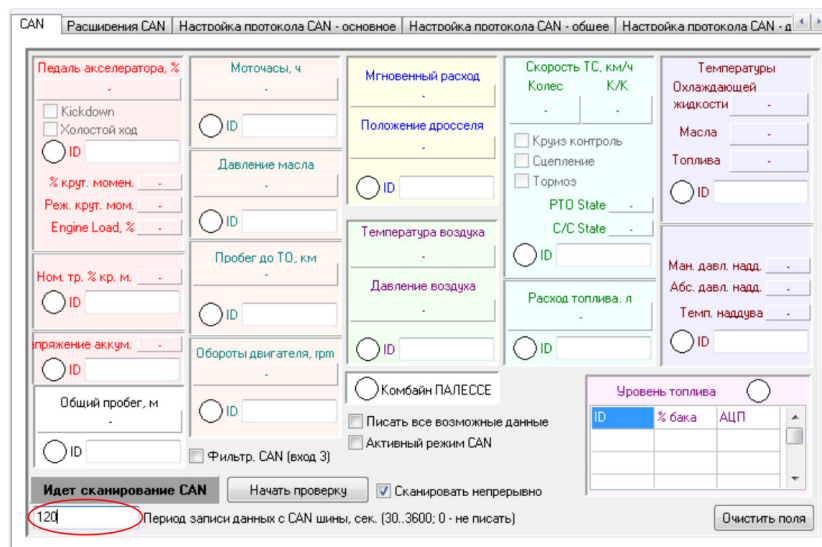 CAN
Расширения CAN
Настройка протокола CAN - основное
Настройка протокола CAN - общее
Настройка протокола CAN - д
Педаль акселератора, %
-
Kickdown
Холостой ход
ID
% крут. момен. -
Реж. крут. мом. -
Engine Load, % -
Ном. тр. % кр. м. -
ID
пряжение аккум. -
ID
Общий пробег, м
-
ID
Моточасы, ч
-
ID
Давление масла
-
ID
Пробег до ТО, км
-
ID
Обороты двигателя, rpm
-
ID
Фильтр. CAN (вход 3)
Мгновенный расход
-
Положение дросселя
-
ID
Температура воздуха
-
Давление воздуха
-
ID
Комбайн ПАЛЕССЕ
Писать все возможные данные
Активный режим CAN
Скорость ТС, км/ч
Колес К/К
- -
Круиз контроль
Сцепление
Тормоз
PTO State -
C/C State -
ID
Расход топлива. л
-
ID
Температуры
Охлаждающей
жидкости -
Масла -
Топлива -
ID
Ман. давл. надд. -
Абс. давл. надд. -
Темп. наддува -
ID
Уровень топлива
ID % бака АЦП
Идет сканирование CAN
Начать проверку
Сканировать непрерывно
120 Период записи данных с CAN шины, сек. (30..3600; 0 - не писать)
Очистить поля